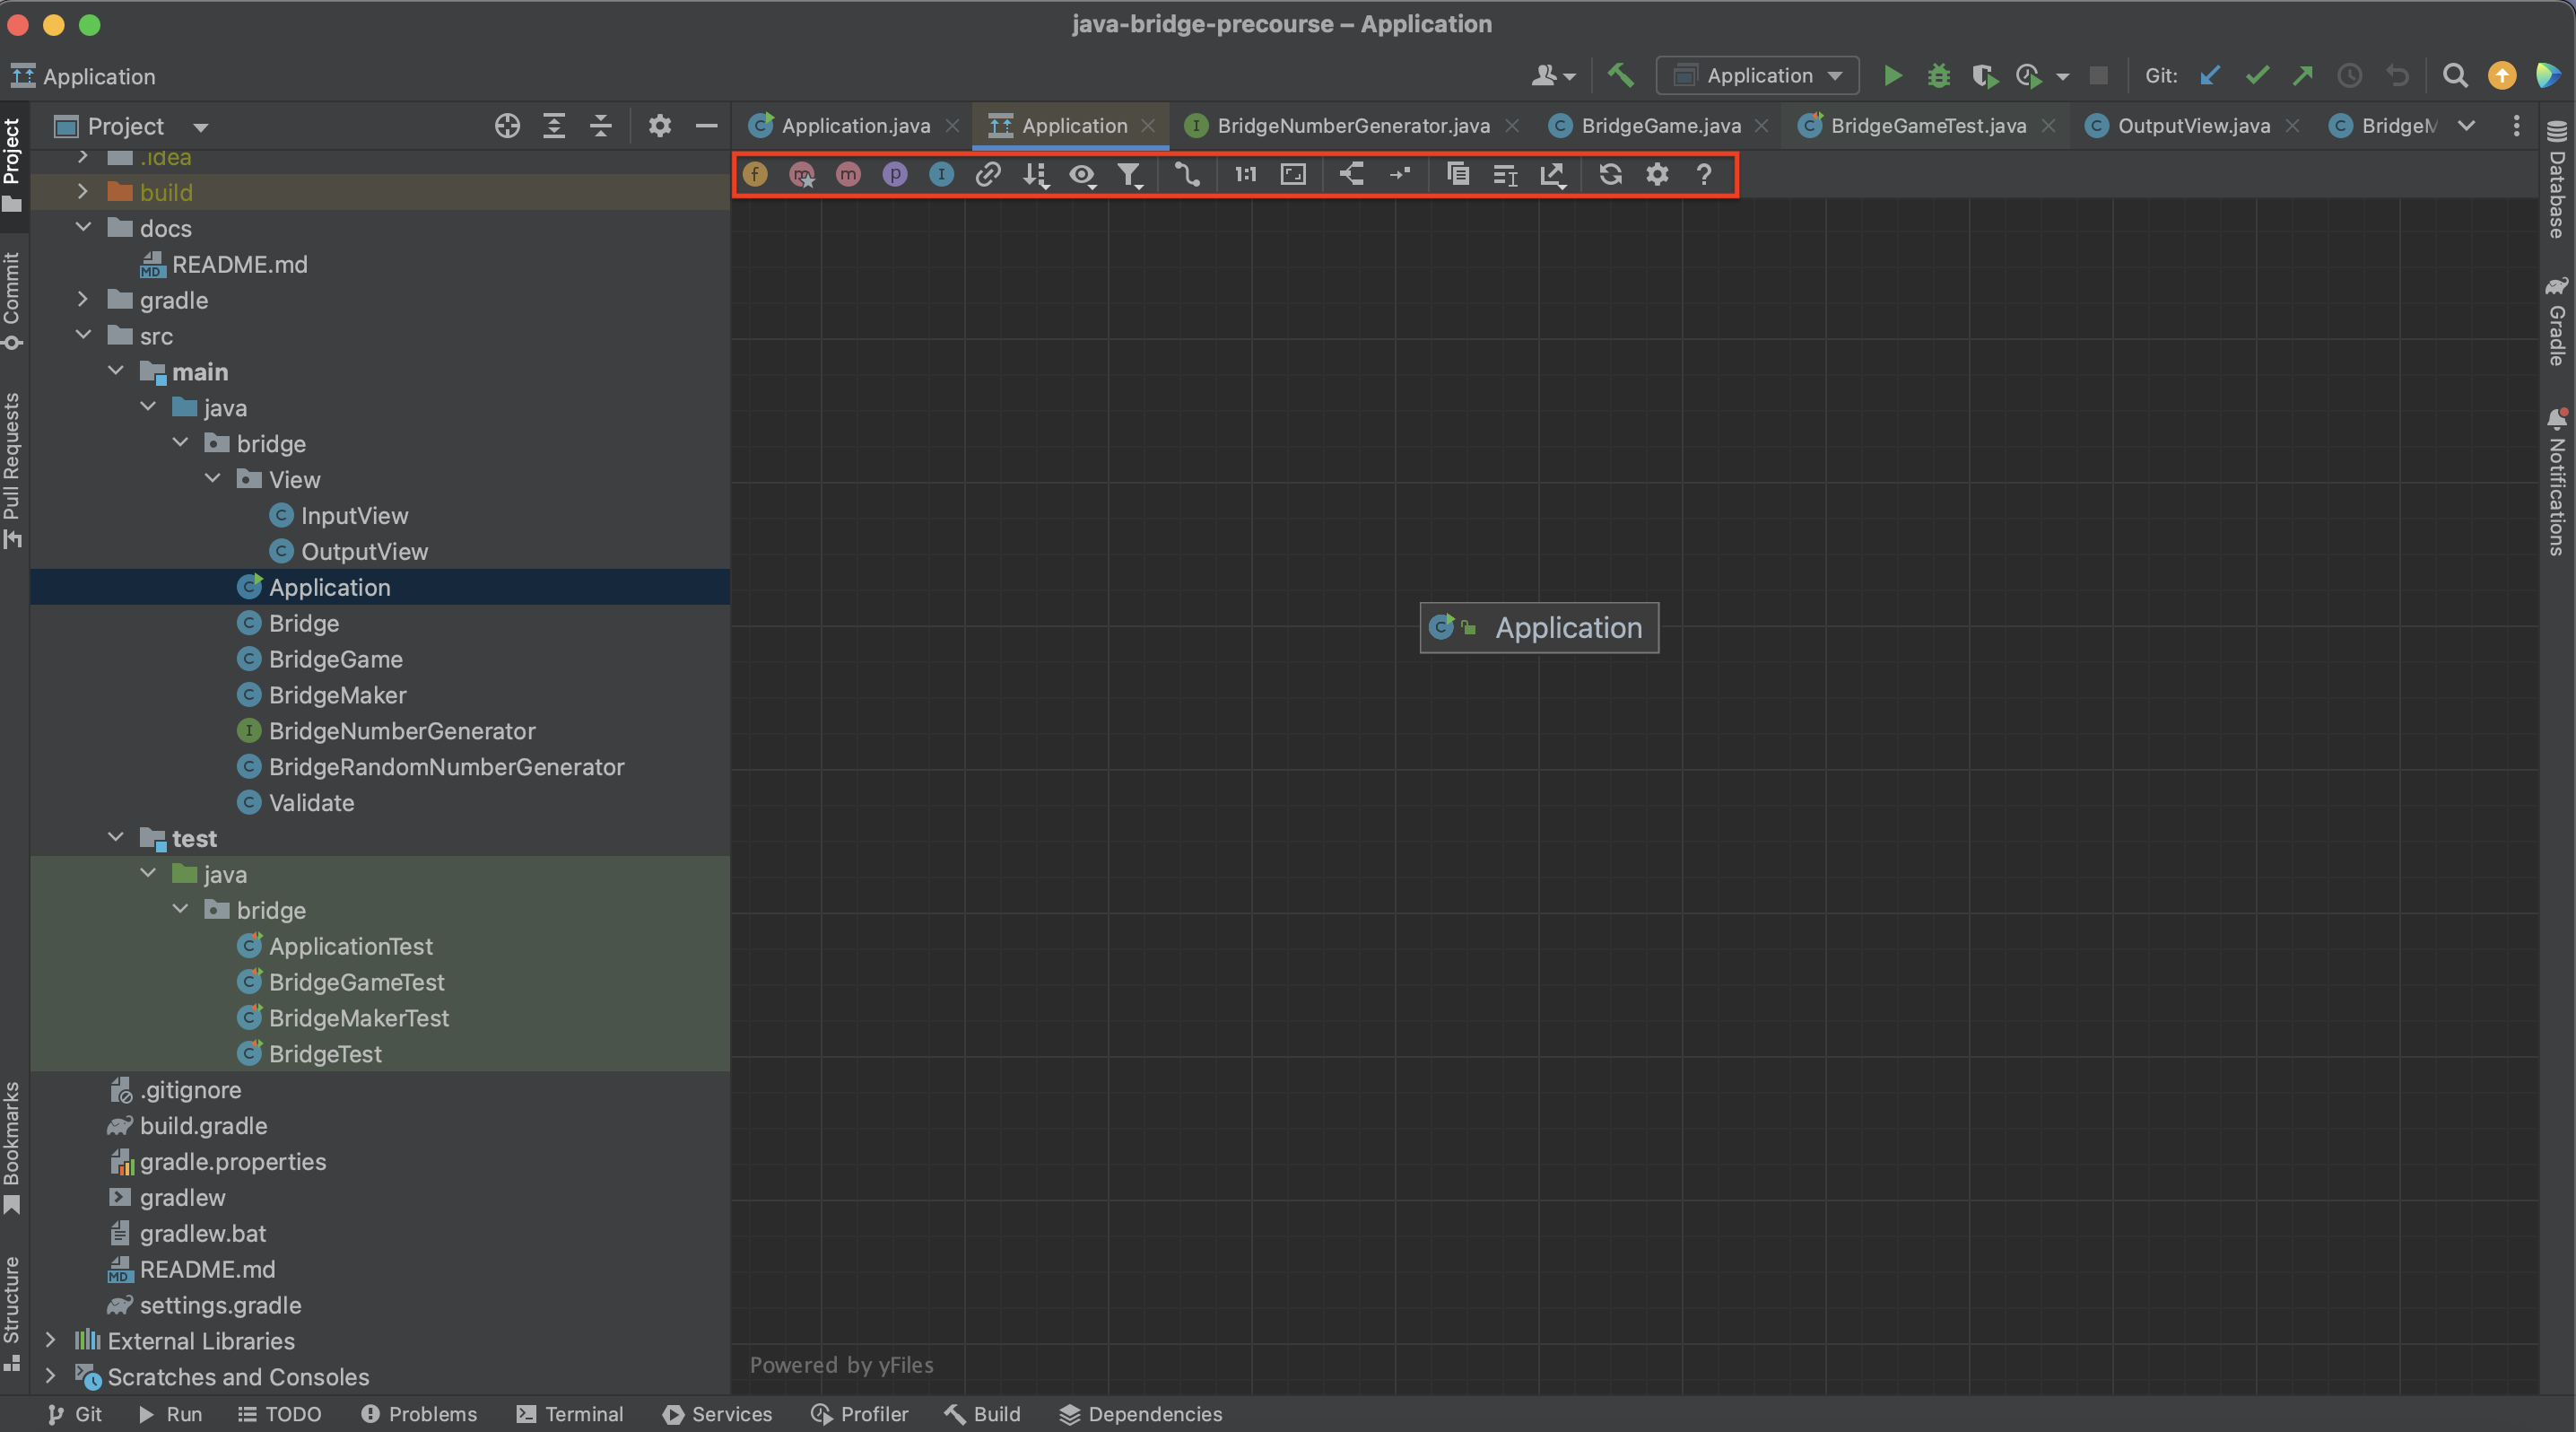 java-bridge-precourse – Application
Application
Application
Git:
Project
Application.java
Application
BridgeNumberGenerator.java
BridgeGame.java
BridgeGameTest.java
OutputView.java
BridgeM
f m m p I 1:1 ?
.idea
build
docs
README.md
gradle
src
main
java
bridge
View
InputView
OutputView
Application
Bridge
BridgeGame
BridgeMaker
BridgeNumberGenerator
BridgeRandomNumberGenerator
Validate
test
java
bridge
ApplicationTest
BridgeGameTest
BridgeMakerTest
BridgeTest
.gitignore
build.gradle
gradle.properties
gradlew
gradlew.bat
README.md
settings.gradle
External Libraries
Scratches and Consoles
Project
Commit
Pull Requests
Bookmarks
Structure
Application
Powered by yFiles
Database
Gradle
Notifications
Git
Run
TODO
Problems
Terminal
Services
Profiler
Build
Dependencies